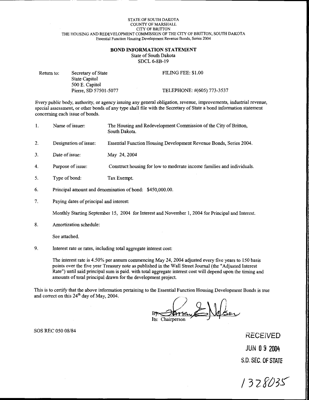 STATE OF SOUTH DAKOTA
COUNTY OF MARSHALL
CITY OF BRITTON
THE HOUSING AND REDEVELOPMENT COMMISSION OF THE CITY OF BRITTON, SOUTH DAKOTA
Essential Function Housing Development Revenue Bonds, Series 2004
BOND INFORMATION STATEMENT
State of South Dakota
SDCL 6-8B-19
Return to: Secretary of State FILING FEE: $1.00
State Capitol
500 E. Capitol
Pierre, SD 57501-5077 TELEPHONE: #(605) 773-3537
Every public body, authority, or agency issuing any general obligation, revenue, improvements, industrial revenue,
special assessment, or other bonds of any type shall file with the Secretary of State a bond information statement
concerning each issue of bonds.
1. Name of issuer: The Housing and Redevelopment Commission of the City of Britton,
South Dakota.
2. Designation of issue: Essential Function Housing Development Revenue Bonds, Series 2004.
3. Date of issue: May 24, 2004
4. Purpose of issue: Construct housing for low to moderate income families and individuals.
5. Type of bond: Tax Exempt.
6. Principal amount and denomination of bond: $450,000.00.
7. Paying dates of principal and interest:
Monthly Starting September 15, 2004 for Interest and November 1, 2004 for Principal and Interest.
8. Amortization schedule:
See attached.
9. Interest rate or rates, including total aggregate interest cost:
The interest rate is 4.50% per annum commencing May 24, 2004 adjusted every five years to 150 basis
points over the five year Treasury note as published in the Wall Street Journal (the "Adjusted Interest
Rate") until said principal sum is paid. with total aggregate interest cost will depend upon the timing and
amounts of total principal drawn for the development project.
This is to certify that the above information pertaining to the Essential Function Housing Development Bonds is true
and correct on this 24th day of May, 2004.
Its: Chairperson
SOS REC 050 08/84
RECEIVED
JUN 09 2004
S.D. SEC. OF STATE
1328035